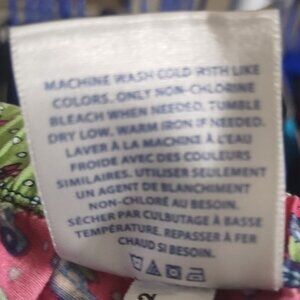 MACHINE WASH COLD WITH LIKE
COLORS. ONLY NON-CHLORINE
BLEACH WHEN NEEDED. TUMBLE
DRY LOW. WARM IRON IF NEEDED.
LAVER À LA MACHINE À L'EAU
FROIDE AVEC DES COULEURS
SIMILAIRES. UTILISER SEULEMENT
UN AGENT DE BLANCHIMENT
NON-CHLORÉ AU BESOIN.
SÉCHER PAR CULBUTAGE À BASSE
TEMPÉRATURE. REPASSER À FER
CHAUD SI BESOIN.